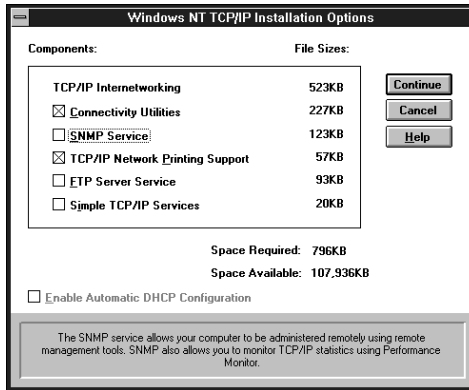 Windows NT TCP/IP Installation Options
Components: File Sizes:
TCP/IP Internetworking 523KB
Connectivity Utilities 227KB
SNMP Service 123KB
TCP/IP Network Printing Support 57KB
FTP Server Service 93KB
Simple TCP/IP Services 20KB
Continue
Cancel
Help
Space Required: 796KB
Space Available: 107,936KB
Enable Automatic DHCP Configuration
The SNMP service allows your computer to be administered remotely using remote
management tools. SNMP also allows you to monitor TCP/IP statistics using Performance
Monitor.